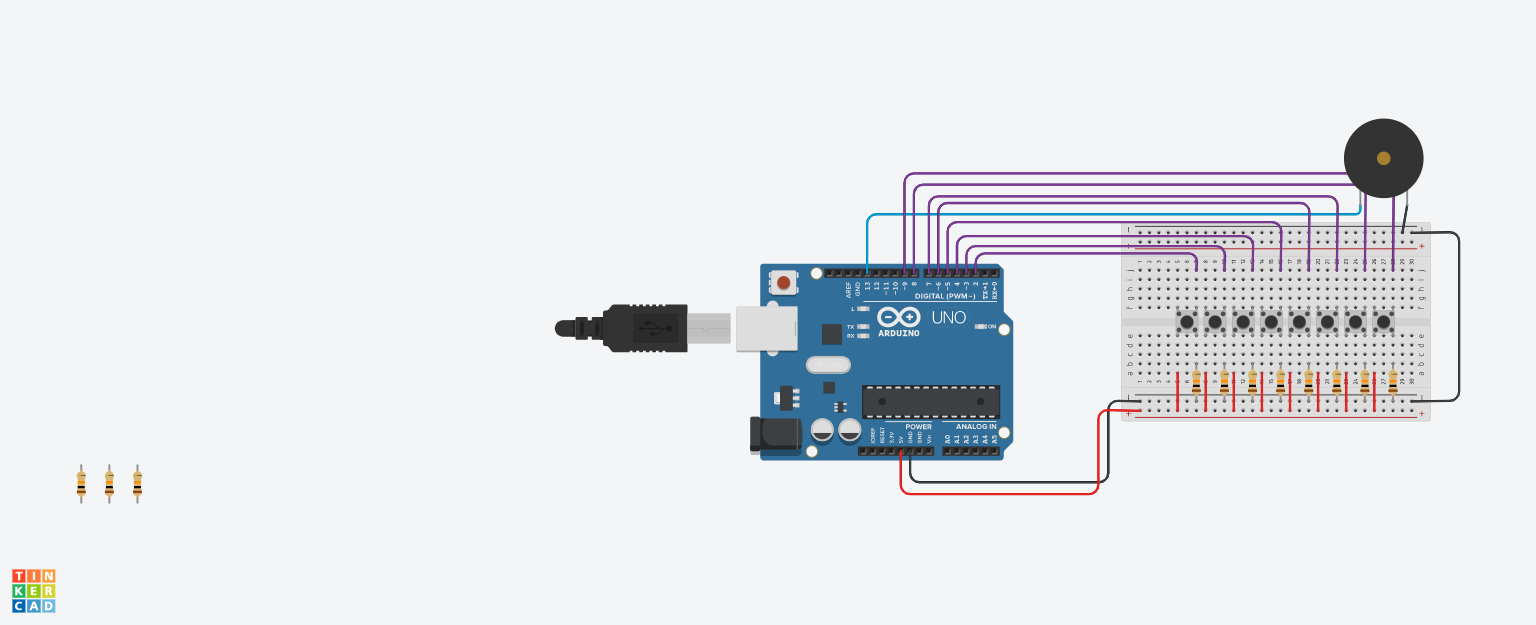 AREF
GND
13
12
~11
~10
~9
8
7
~6
~5
4
~3
2
TX→1
RX←0
DIGITAL (PWM~)
L
TX
RX
UNO
ARDUINO
ON
POWER
ANALOG IN
IOREF
RESET
3.3V
5V
GND
GND
Vin
A0
A1
A2
A3
A4
A5
j
i
h
g
f
e
d
c
b
a
TIN
KER
CAD